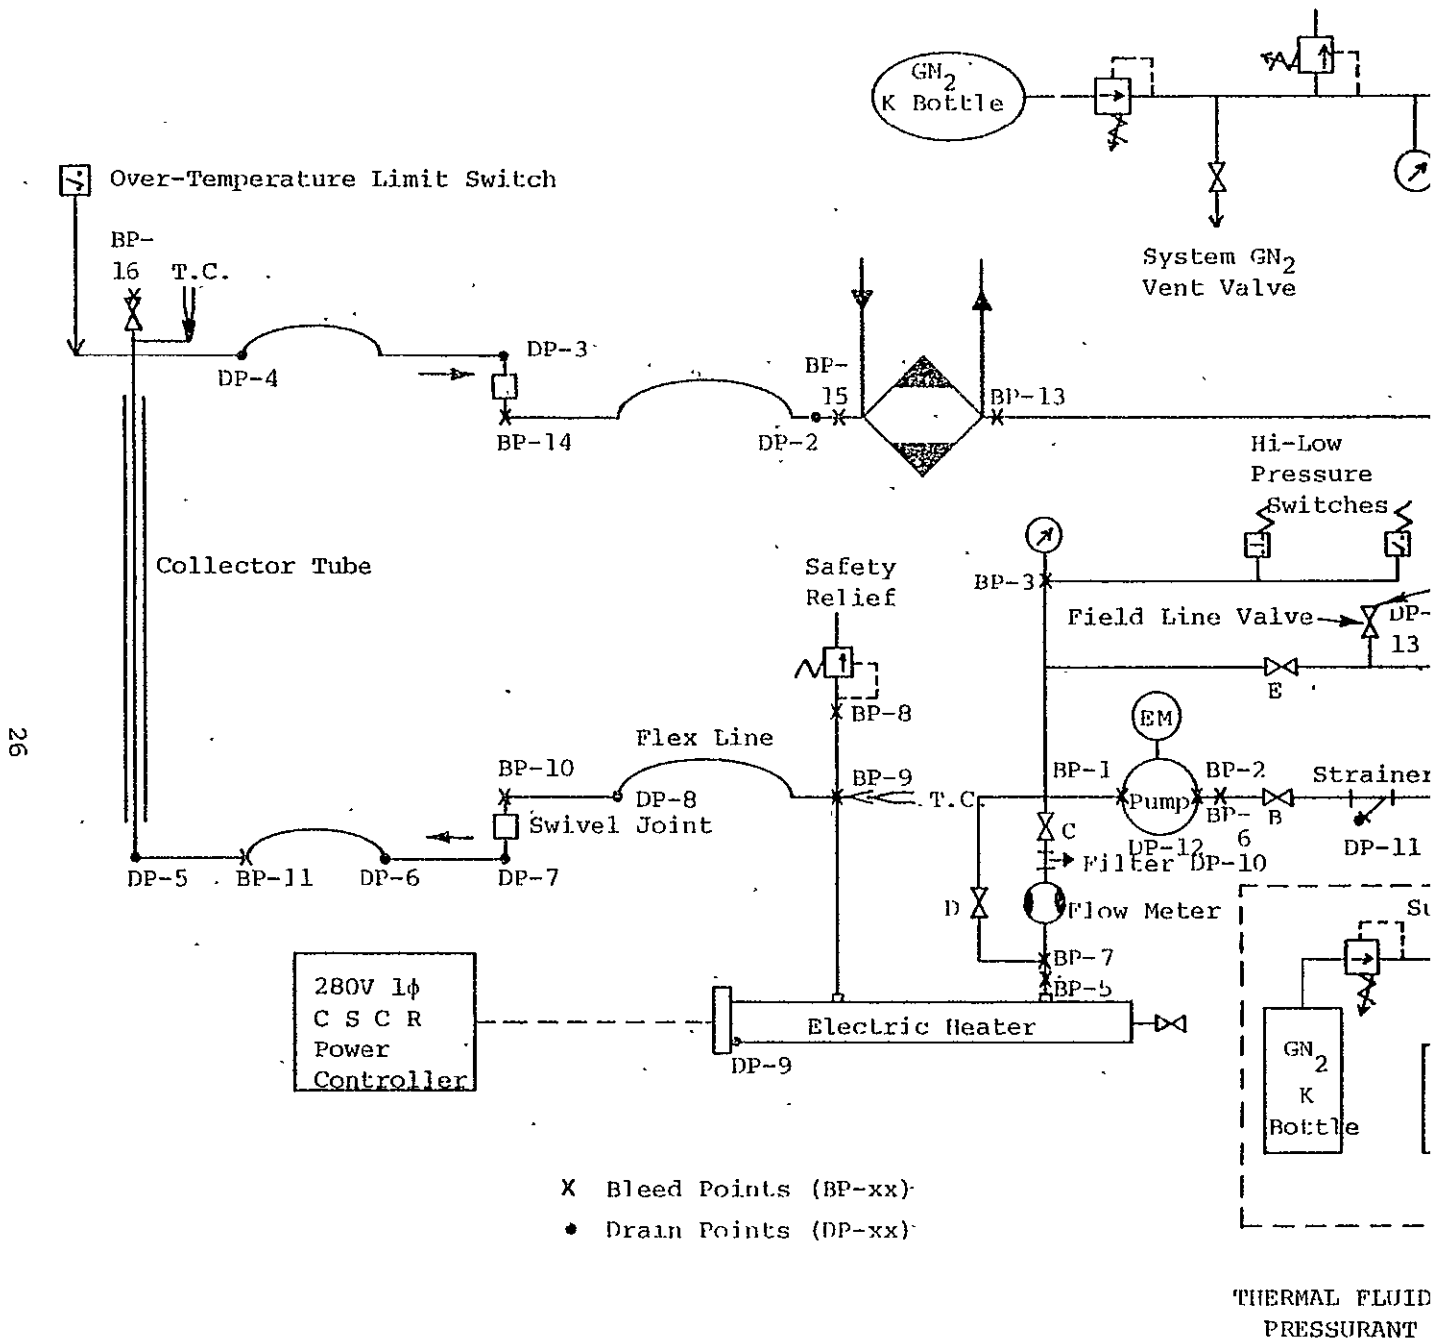 GN2
K Bottle
Over-Temperature Limit Switch
BP-
16
T.C.
System GN2
Vent Valve
DP-4
DP-3
BP-
15
BP-13
BP-14
DP-2
Hi-Low
Pressure
Switches
Collector Tube
Safety
Relief
BP-3
Field Line Valve
DP-
13
E
26
BP-8
EM
Flex Line
BP-10
BP-9
T.C.
BP-1
BP-2
Strainer
DP-8
Pump
Swivel Joint
C
BP-
6
B
DP-12
DP-11
DP-5
BP-11
DP-6
DP-7
Filter DP-10
D
Flow Meter
Su
BP-7
BP-5
280V 1ϕ
C S C R
Power
Controller
Electric Heater
DP-9
GN2
K
Bottle
X Bleed Points (BP-xx)
• Drain Points (DP-xx)
THERMAL FLUID
PRESSURANT